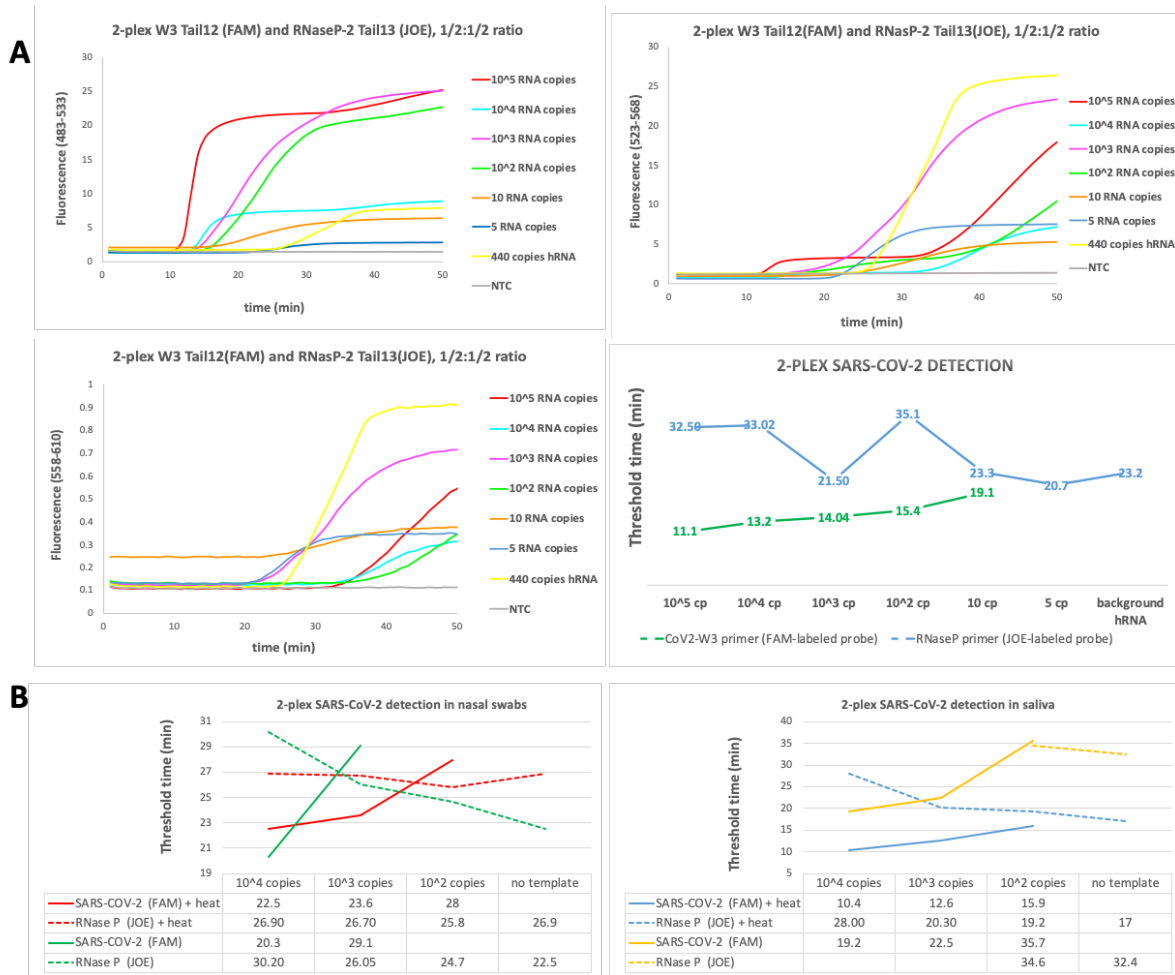 A
2-plex W3 Tail12 (FAM) and RNaseP-2 Tail13 (JOE), 1/2:1/2 ratio
Fluorescence (483-533)
30
25
20
15
10
5
0
0 10 20 30 40 50
time (min)
10^5 RNA copies
10^4 RNA copies
10^3 RNA copies
10^2 RNA copies
10 RNA copies
5 RNA copies
440 copies hRNA
NTC
2-plex W3 Tail12(FAM) and RNasP-2 Tail13(JOE), 1/2:1/2 ratio
Fluorescence (523-568)
30
25
20
15
10
5
0
0 10 20 30 40 50
time (min)
10^5 RNA copies
10^4 RNA copies
10^3 RNA copies
10^2 RNA copies
10 RNA copies
5 RNA copies
440 copies hRNA
NTC
2-plex W3 Tail12(FAM) and RNasP-2 Tail13(JOE), 1/2:1/2 ratio
Fluorescence (558-610)
1
0.9
0.8
0.7
0.6
0.5
0.4
0.3
0.2
0.1
0
0 10 20 30 40 50
time (min)
10^5 RNA copies
10^4 RNA copies
10^3 RNA copies
10^2 RNA copies
10 RNA copies
5 RNA copies
440 copies hRNA
NTC
2-PLEX SARS-COV-2 DETECTION
Threshold time (min)
32.50 33.02 21.50 35.1 23.3 20.7 23.2
11.1 13.2 14.04 15.4 19.1
10^5 cp 10^4 cp 10^3 cp 10^2 cp 10 cp 5 cp background
hRNA
CoV2-W3 primer (FAM-labeled probe) RNaseP primer (JOE-labeled probe)
B
2-plex SARS-CoV-2 detection in nasal swabs
Threshold time (min)
31
29
27
25
23
21
19
10^4 copies 10^3 copies 10^2 copies no template
SARS-COV-2 (FAM) + heat 22.5 23.6 28
RNase P (JOE) + heat 26.90 26.70 25.8 26.9
SARS-COV-2 (FAM) 20.3 29.1
RNase P (JOE) 30.20 26.05 24.7 22.5
2-plex SARS-CoV-2 detection in saliva
Threshold time (min)
40
35
30
25
20
15
10
5
10^4 copies 10^3 copies 10^2 copies no template
SARS-COV-2 (FAM) + heat 10.4 12.6 15.9
RNase P (JOE) + heat 28.00 20.30 19.2 17
SARS-COV-2 (FAM) 19.2 22.5 35.7
RNase P (JOE) 34.6 32.4